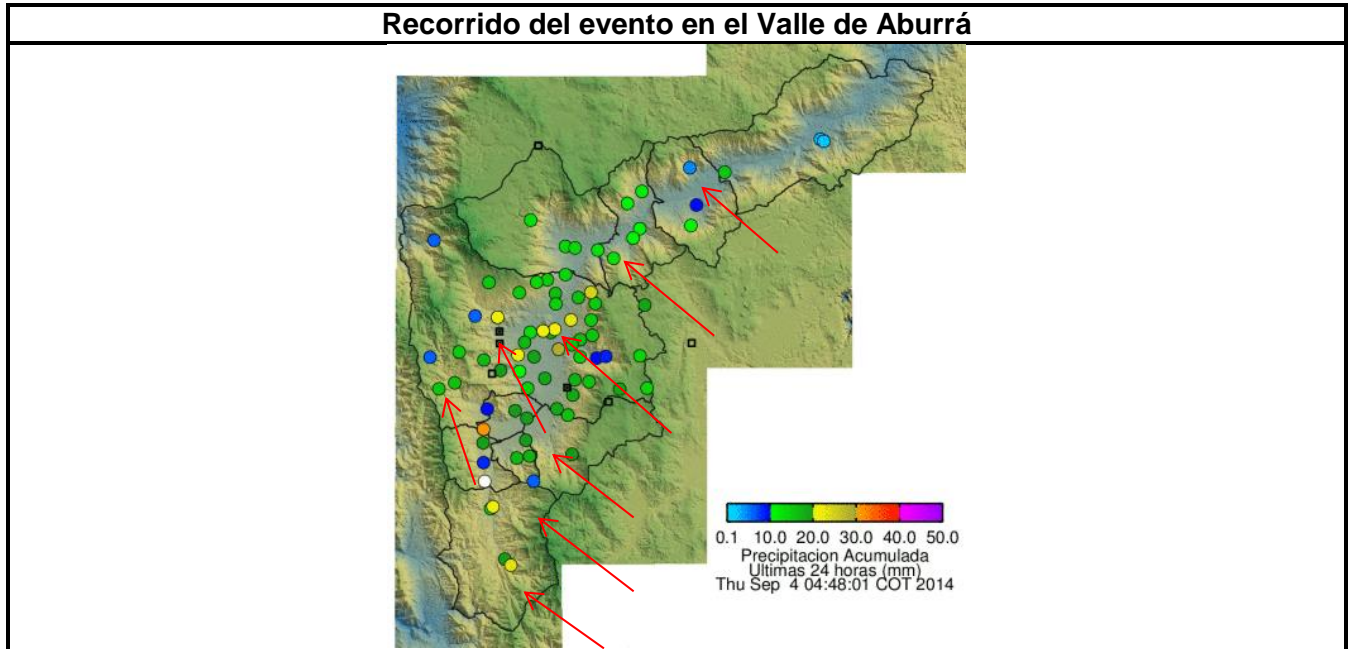 Recorrido del evento en el Valle de Aburrá
0.1 10.0 20.0 30.0 40.0 50.0
Precipitacion Acumulada
Ultimas 24 horas (mm)
Thu Sep 4 04:48:01 COT 2014